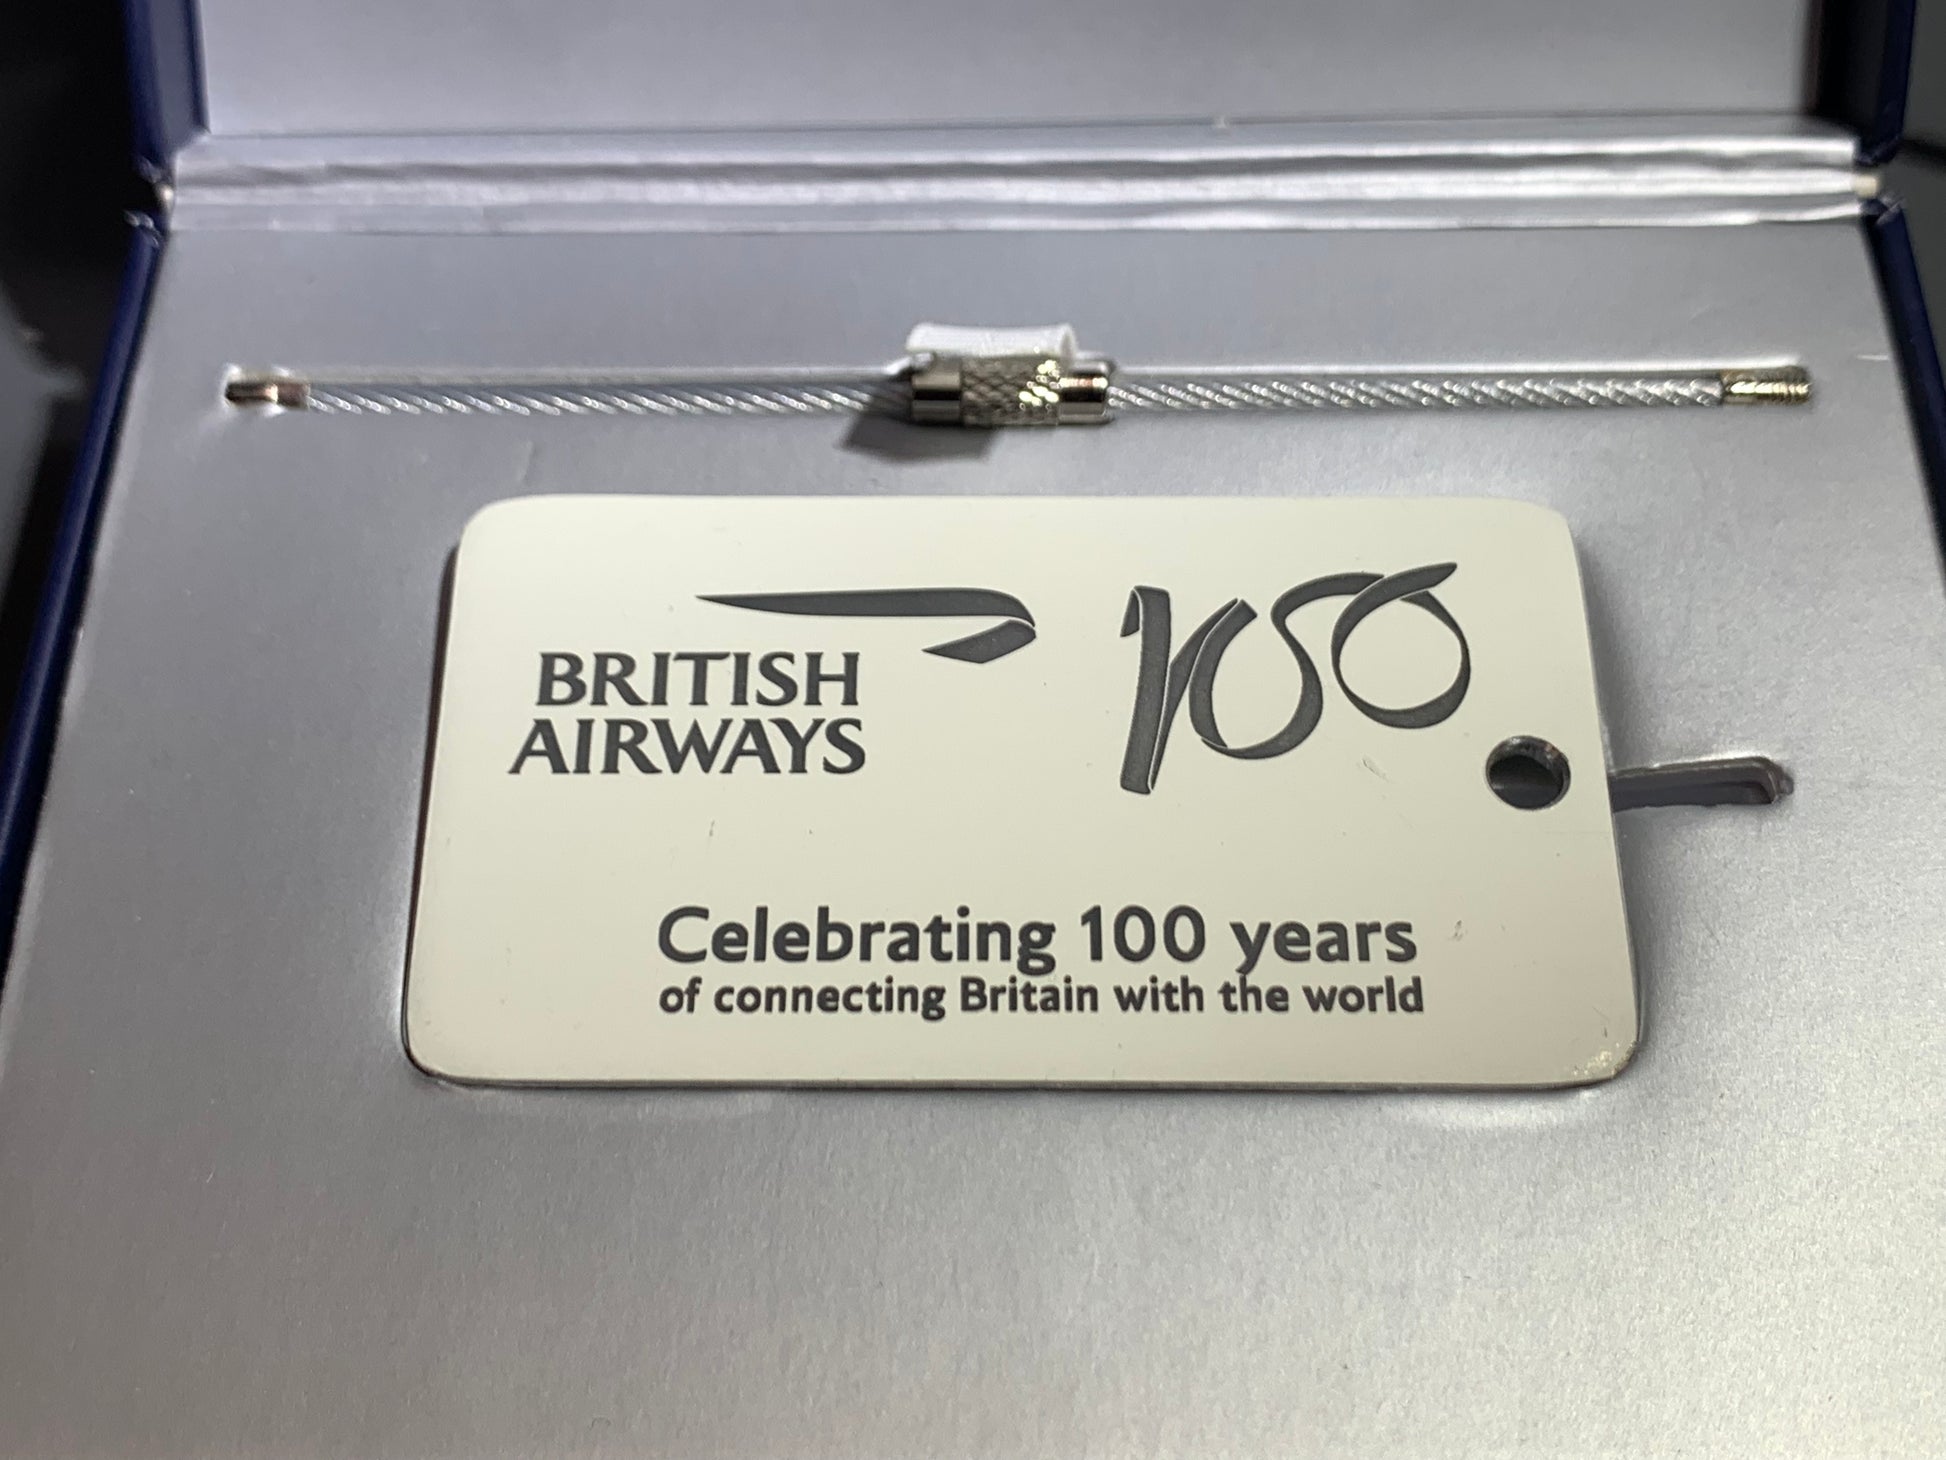 BRITISH
AIRWAYS
100
Celebrating 100 years
of connecting Britain with the world